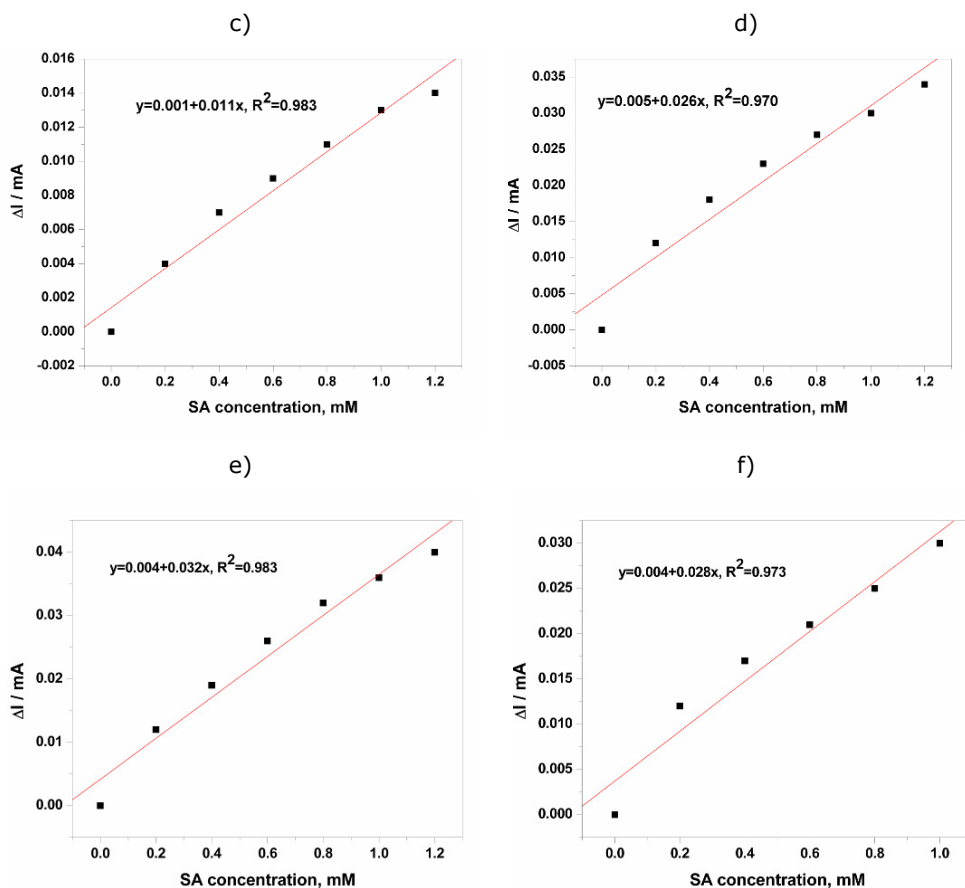 c)
0.016
0.014
0.012
0.010
0.008
0.006
0.004
0.002
0.000
-0.002
ΔI / mA
y=0.001+0.011x, R²=0.983
0.0 0.2 0.4 0.6 0.8 1.0 1.2
SA concentration, mM
d)
0.035
0.030
0.025
0.020
0.015
0.010
0.005
0.000
-0.005
ΔI / mA
y=0.005+0.026x, R²=0.970
0.0 0.2 0.4 0.6 0.8 1.0 1.2
SA concentration, mM
e)
0.04
0.03
0.02
0.01
0.00
ΔI / mA
y=0.004+0.032x, R²=0.983
0.0 0.2 0.4 0.6 0.8 1.0 1.2
SA concentration, mM
f)
0.030
0.025
0.020
0.015
0.010
0.005
0.000
ΔI / mA
y=0.004+0.028x, R²=0.973
0.0 0.2 0.4 0.6 0.8 1.0
SA concentration, mM